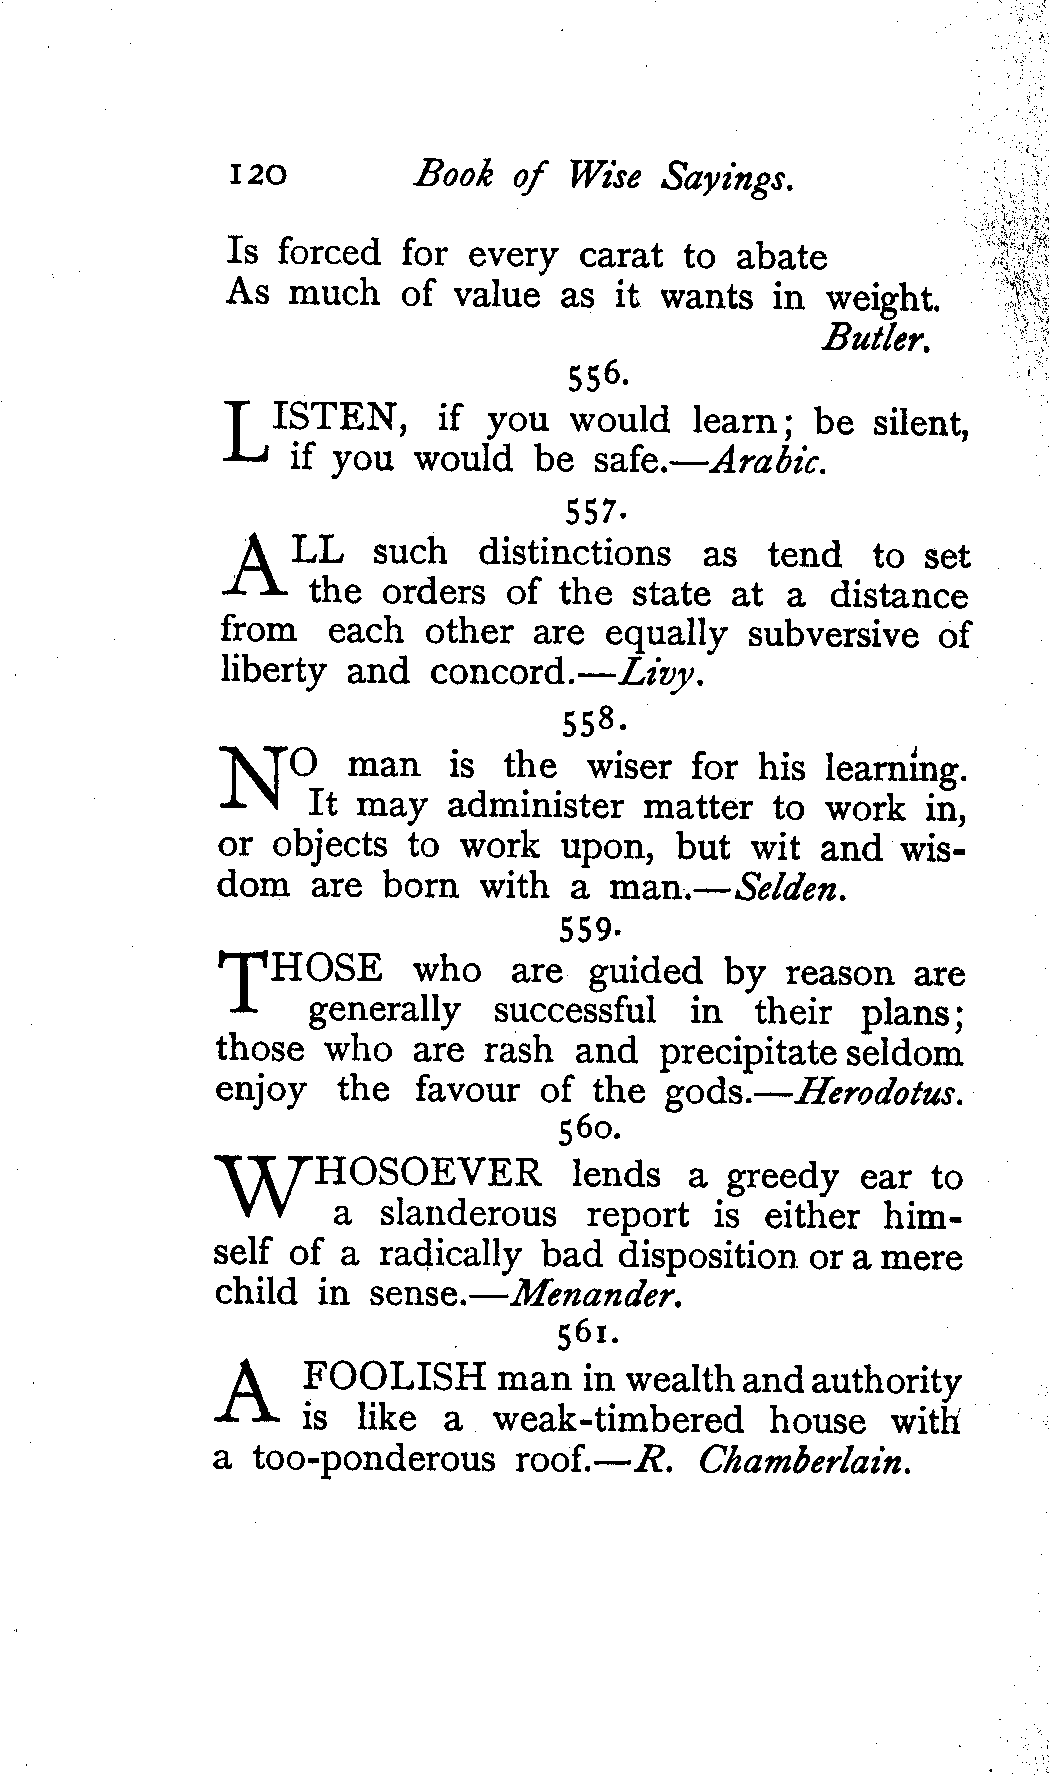 120 Book of Wise Sayings.
Is forced for every carat to abate
As much of value as it wants in weight.
Butler.
556.
LISTEN, if you would learn; be silent,
if you would be safe.—Arabic.
557.
ALL such distinctions as tend to set
the orders of the state at a distance
from each other are equally subversive of
liberty and concord.—Livy.
558.
NO man is the wiser for his learning.
It may administer matter to work in,
or objects to work upon, but wit and wis-
dom are born with a man.—Selden.
559.
THOSE who are guided by reason are
generally successful in their plans;
those who are rash and precipitate seldom
enjoy the favour of the gods.—Herodotus.
560.
WHOSOEVER lends a greedy ear to
a slanderous report is either him-
self of a radically bad disposition or a mere
child in sense.—Menander.
561.
A FOOLISH man in wealth and authority
is like a weak-timbered house with
a too-ponderous roof.—R. Chamberlain.